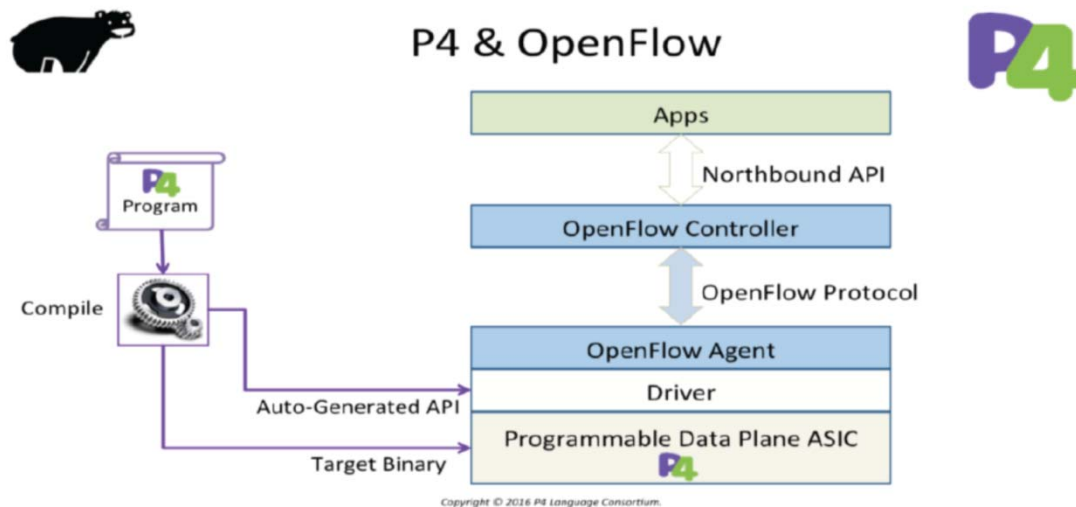 P4 & OpenFlow
P4
Apps
Northbound API
P4
Program
OpenFlow Controller
Compile
OpenFlow Protocol
OpenFlow Agent
Driver
Auto-Generated API
Programmable Data Plane ASIC
Target Binary
P4
Copyright © 2016 P4 Language Consortium.